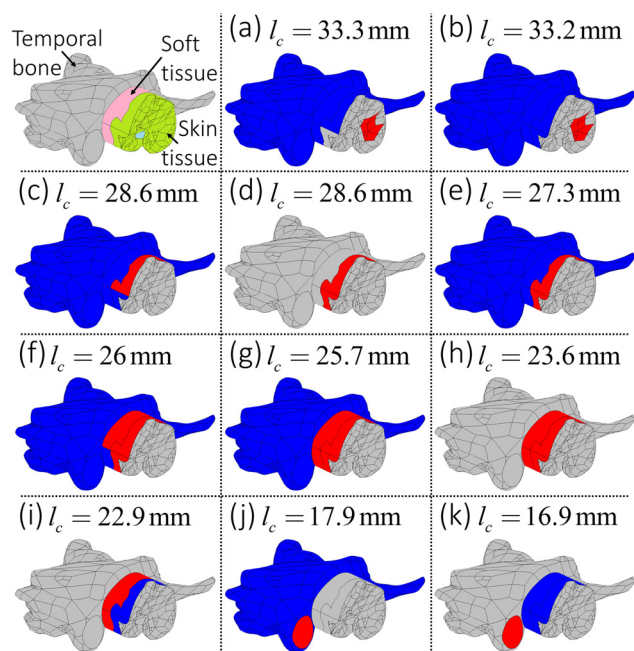 Temporal bone
Soft tissue
Skin tissue
(a) l_c = 33.3 mm
(b) l_c = 33.2 mm
(c) l_c = 28.6 mm
(d) l_c = 28.6 mm
(e) l_c = 27.3 mm
(f) l_c = 26 mm
(g) l_c = 25.7 mm
(h) l_c = 23.6 mm
(i) l_c = 22.9 mm
(j) l_c = 17.9 mm
(k) l_c = 16.9 mm